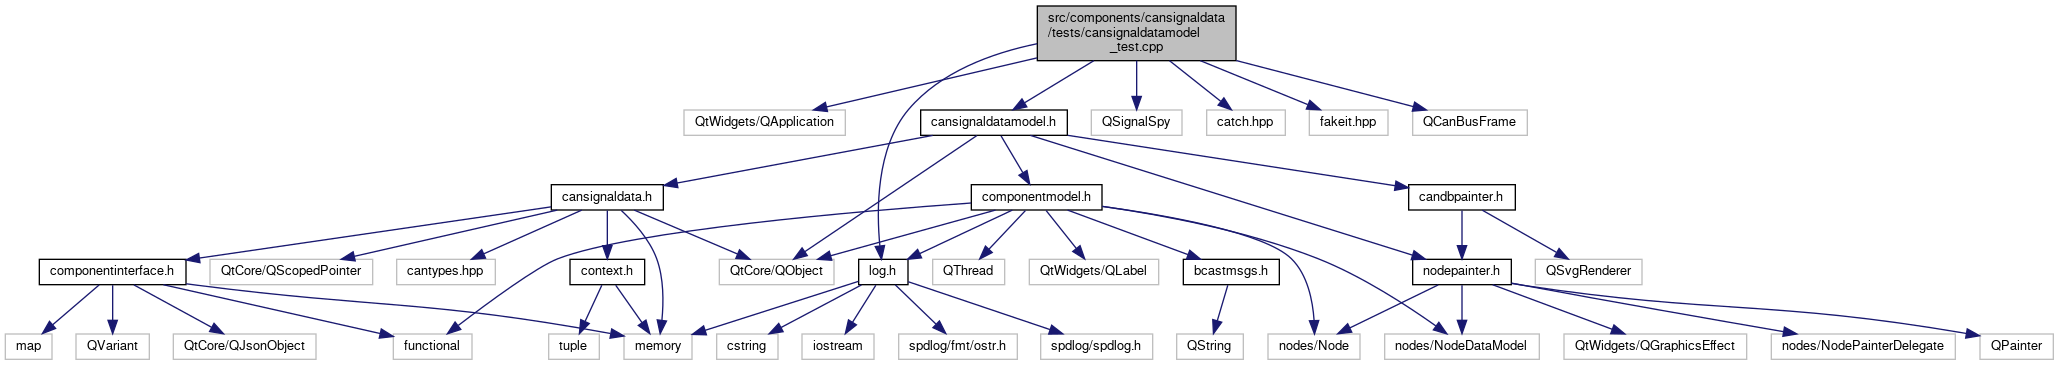 src/components/cansignaldata
/tests/cansignaldatamodel
_test.cpp
QtWidgets/QApplication
cansignaldatamodel.h
QSignalSpy
catch.hpp
fakeit.hpp
QCanBusFrame
cansignaldata.h
componentmodel.h
candbpainter.h
componentinterface.h
QtCore/QScopedPointer
cantypes.hpp
context.h
QtCore/QObject
log.h
QThread
QtWidgets/QLabel
bcastmsgs.h
nodepainter.h
QSvgRenderer
map
QVariant
QtCore/QJsonObject
functional
tuple
memory
cstring
iostream
spdlog/fmt/ostr.h
spdlog/spdlog.h
QString
nodes/Node
nodes/NodeDataModel
QtWidgets/QGraphicsEffect
nodes/NodePainterDelegate
QPainter